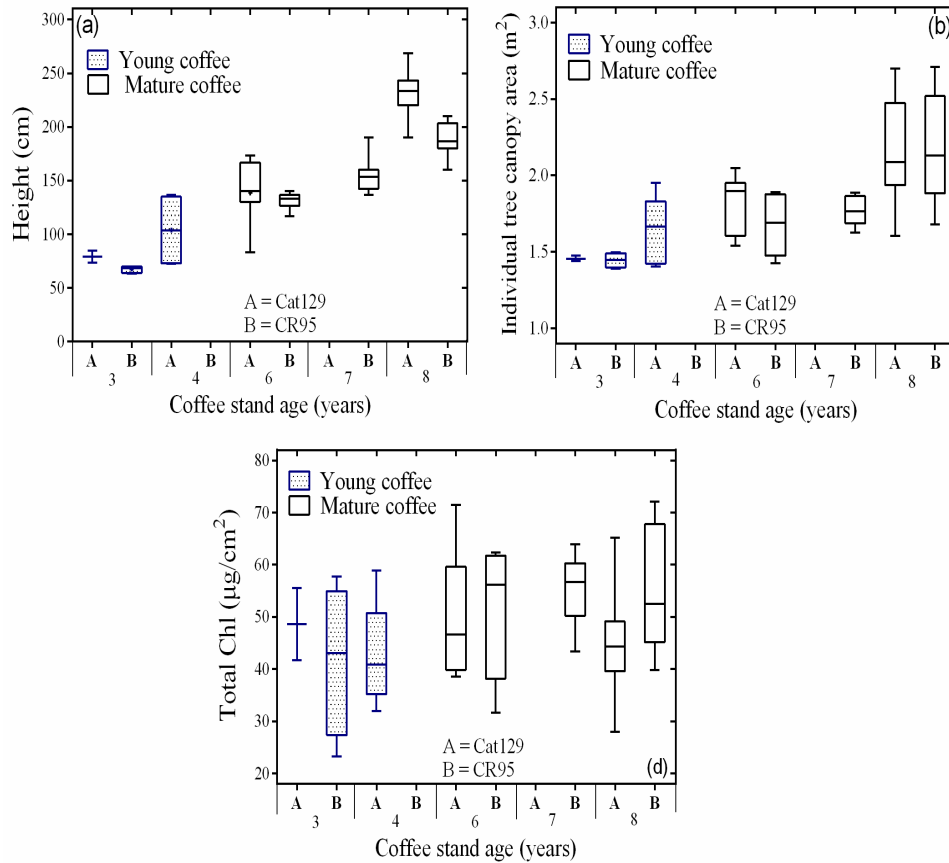 (a)
Young coffee
Mature coffee
Height (cm)
300
250
200
150
100
50
0
A = Cat129
B = CR95
A B A B A B A B A B
3 4 6 7 8
Coffee stand age (years)
(b)
Young coffee
Mature coffee
Individual tree canopy area (m²)
3.0
2.5
2.0
1.5
1.0
A = Cat129
B = CR95
A B A B A B A B A B
3 4 6 7 8
Coffee stand age (years)
Young coffee
Mature coffee
Total Chl (µg/cm²)
80
70
60
50
40
30
20
A = Cat129
B = CR95
(d)
A B A B A B A B A B
3 4 6 7 8
Coffee stand age (years)